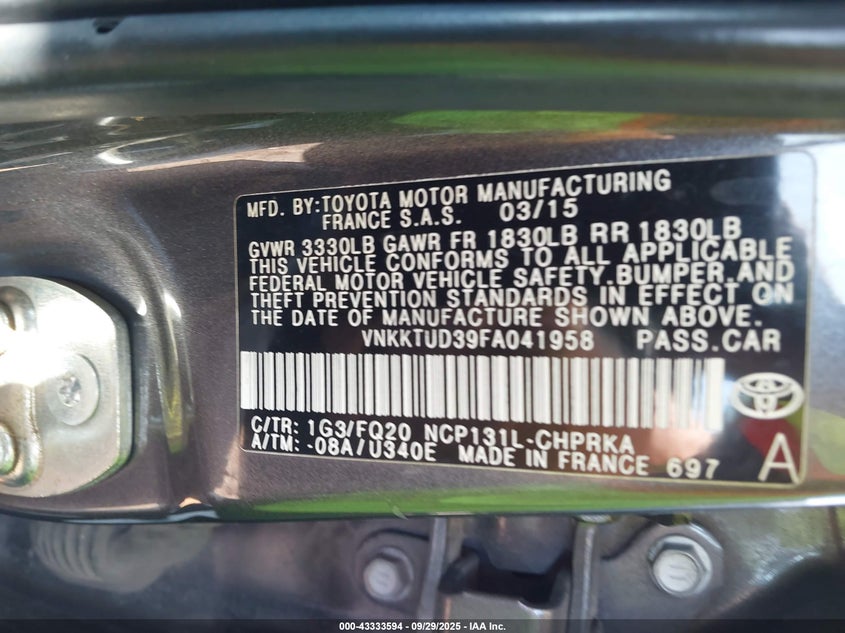 MFD. BY: TOYOTA MOTOR MANUFACTURING
FRANCE S.A.S. 03/15
GVWR 3330LB GAWR FR 1830LB RR 1830LB
THIS VEHICLE CONFORMS TO ALL APPLICABLE
FEDERAL MOTOR VEHICLE SAFETY, BUMPER, AND
THEFT PREVENTION STANDARDS IN EFFECT ON
THE DATE OF MANUFACTURE SHOWN ABOVE.
VNKKTUD39FA041958 PASS.CAR
C/TR: 1G3/FQ20 NCP131L-CHPRKA
A/TM: -08A/U340E MADE IN FRANCE 697
A
000-43333594 - 09/29/2025 - IAA Inc.